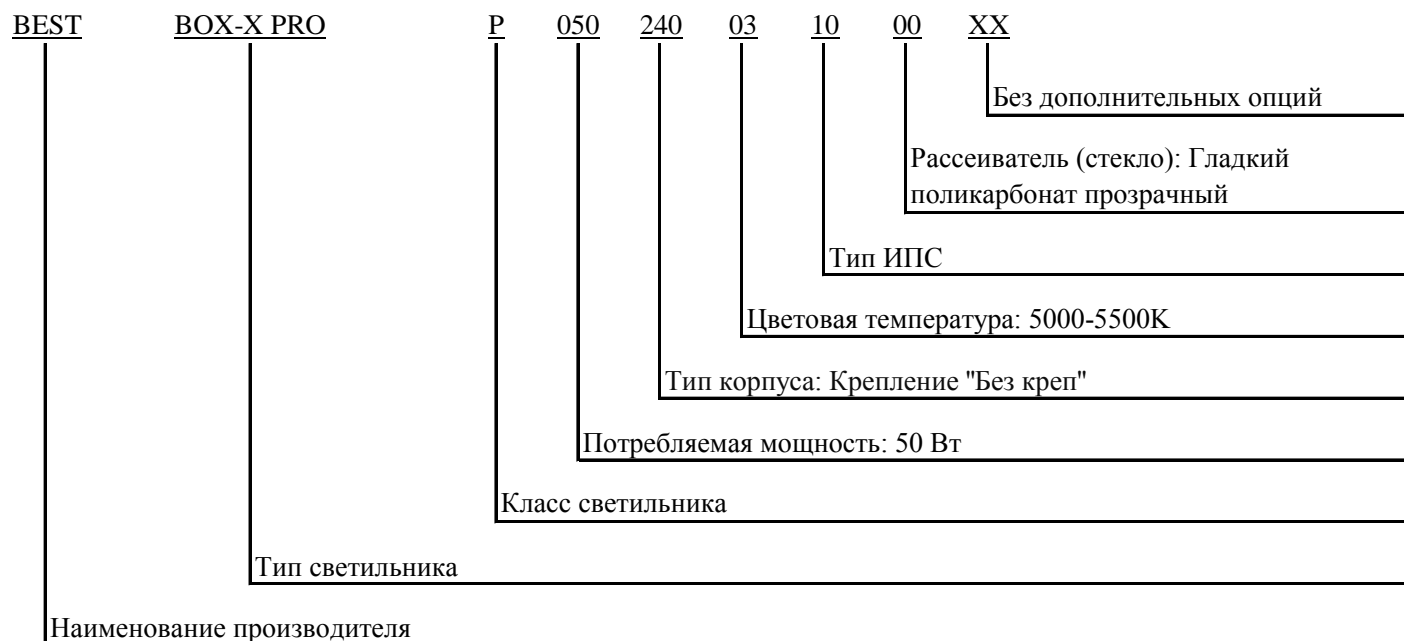 BEST BOX-X PRO P 050 240 03 10 00 XX
Без дополнительных опций
Рассеиватель (стекло): Гладкий
поликарбонат прозрачный
Тип ИПС
Цветовая температура: 5000-5500K
Тип корпуса: Крепление "Без креп"
Потребляемая мощность: 50 Вт
Класс светильника
Тип светильника
Наименование производителя